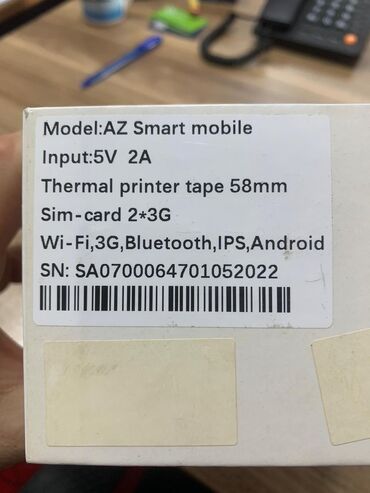 Model:AZ Smart mobile
Input:5V 2A
Thermal printer tape 58mm
Sim-card 2*3G
Wi-Fi,3G,Bluetooth,IPS,Android
SN: SA0700064701052022